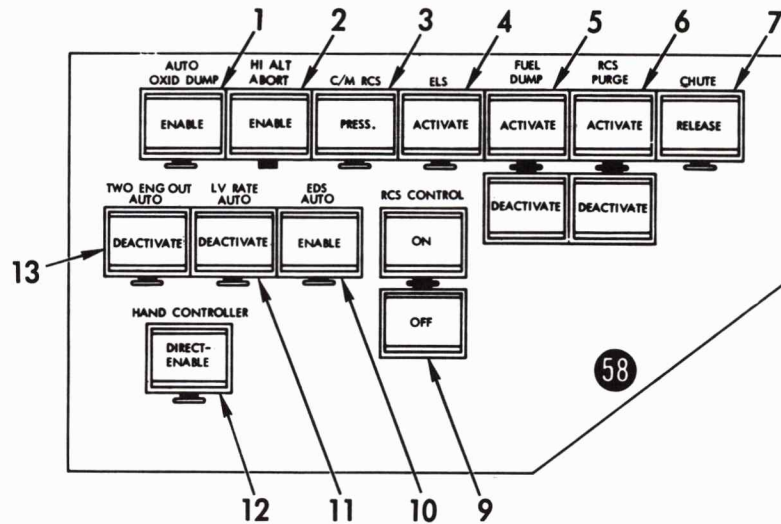 1 2 3 4 5 6 7
AUTO OXID DUMP
HI ALT ABORT
C/M RCS
ELS
FUEL DUMP
RCS PURGE
CHUTE
ENABLE
ENABLE
PRESS.
ACTIVATE
ACTIVATE
ACTIVATE
RELEASE
DEACTIVATE
DEACTIVATE
TWO ENG OUT AUTO
LV RATE AUTO
EDS AUTO
RCS CONTROL
DEACTIVATE
DEACTIVATE
ENABLE
ON
OFF
13
HAND CONTROLLER
DIRECT-
ENABLE
58
12 11 10 9